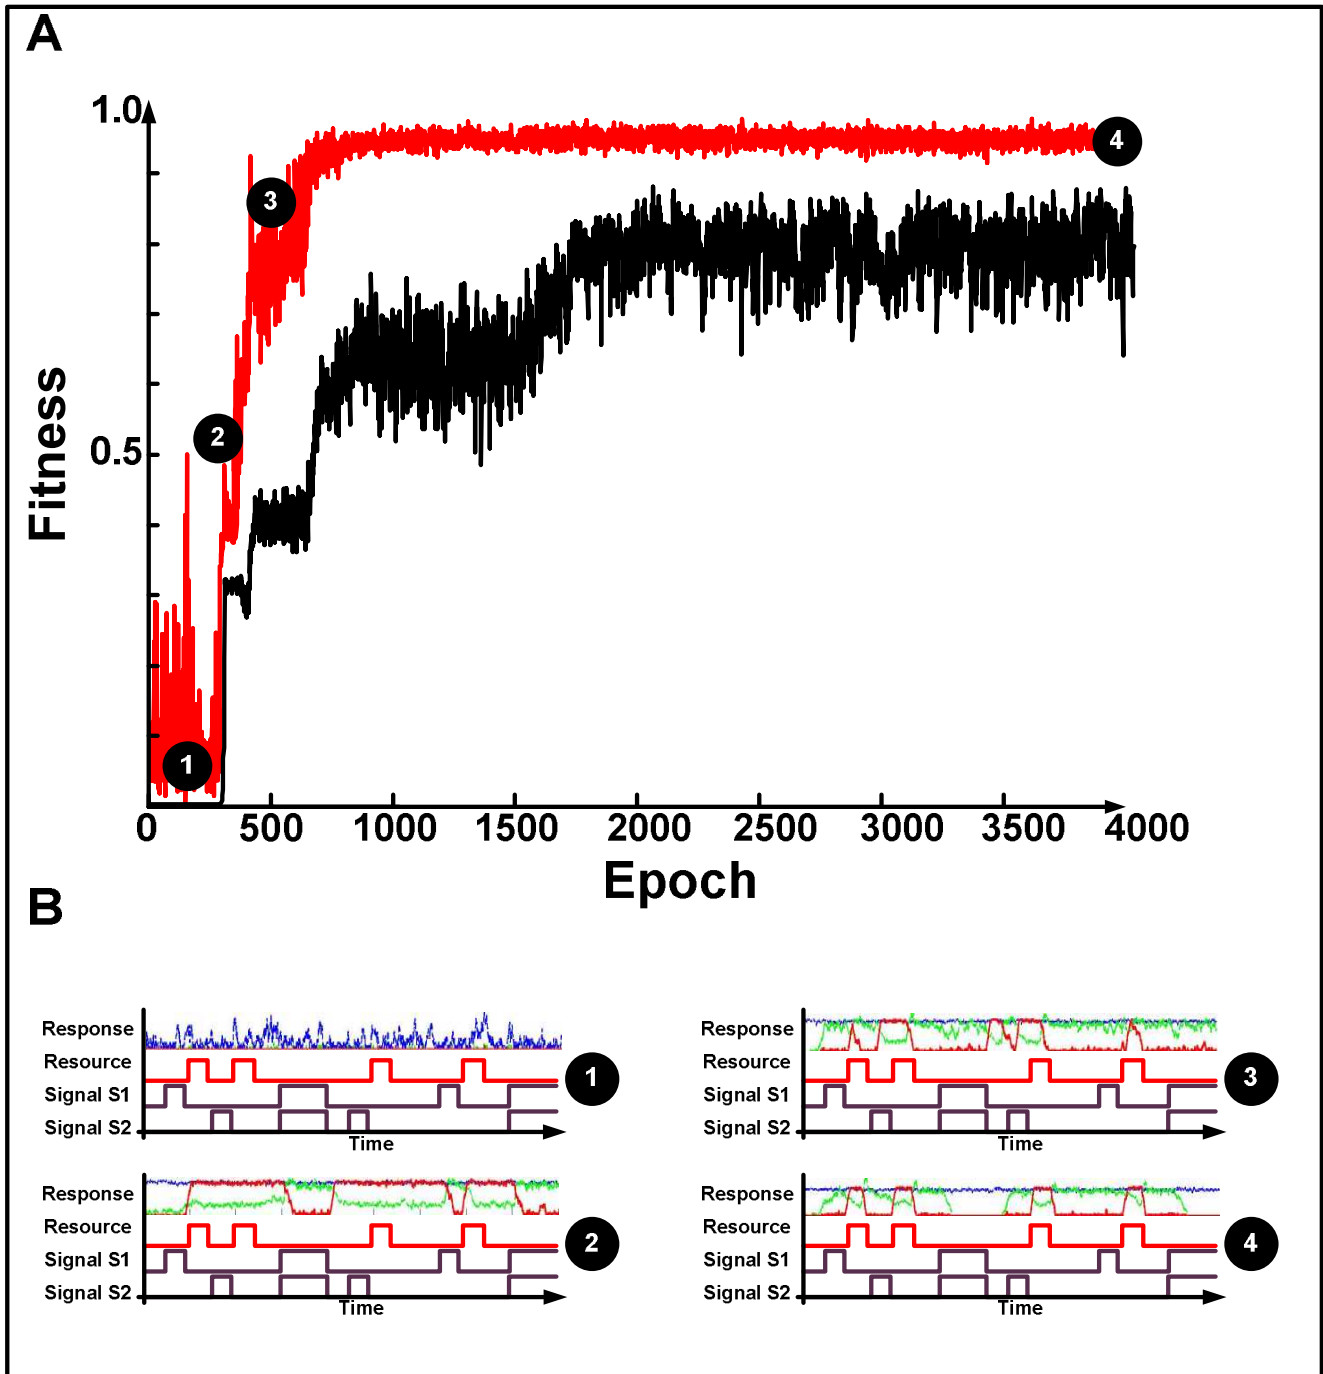 A
1.0
3
4
2
0.5
Fitness
1
0 500 1000 1500 2000 2500 3000 3500 4000
Epoch
B
Response
Resource
Signal S1
Signal S2
Time
1
Response
Resource
Signal S1
Signal S2
Time
3
Response
Resource
Signal S1
Signal S2
Time
2
Response
Resource
Signal S1
Signal S2
Time
4